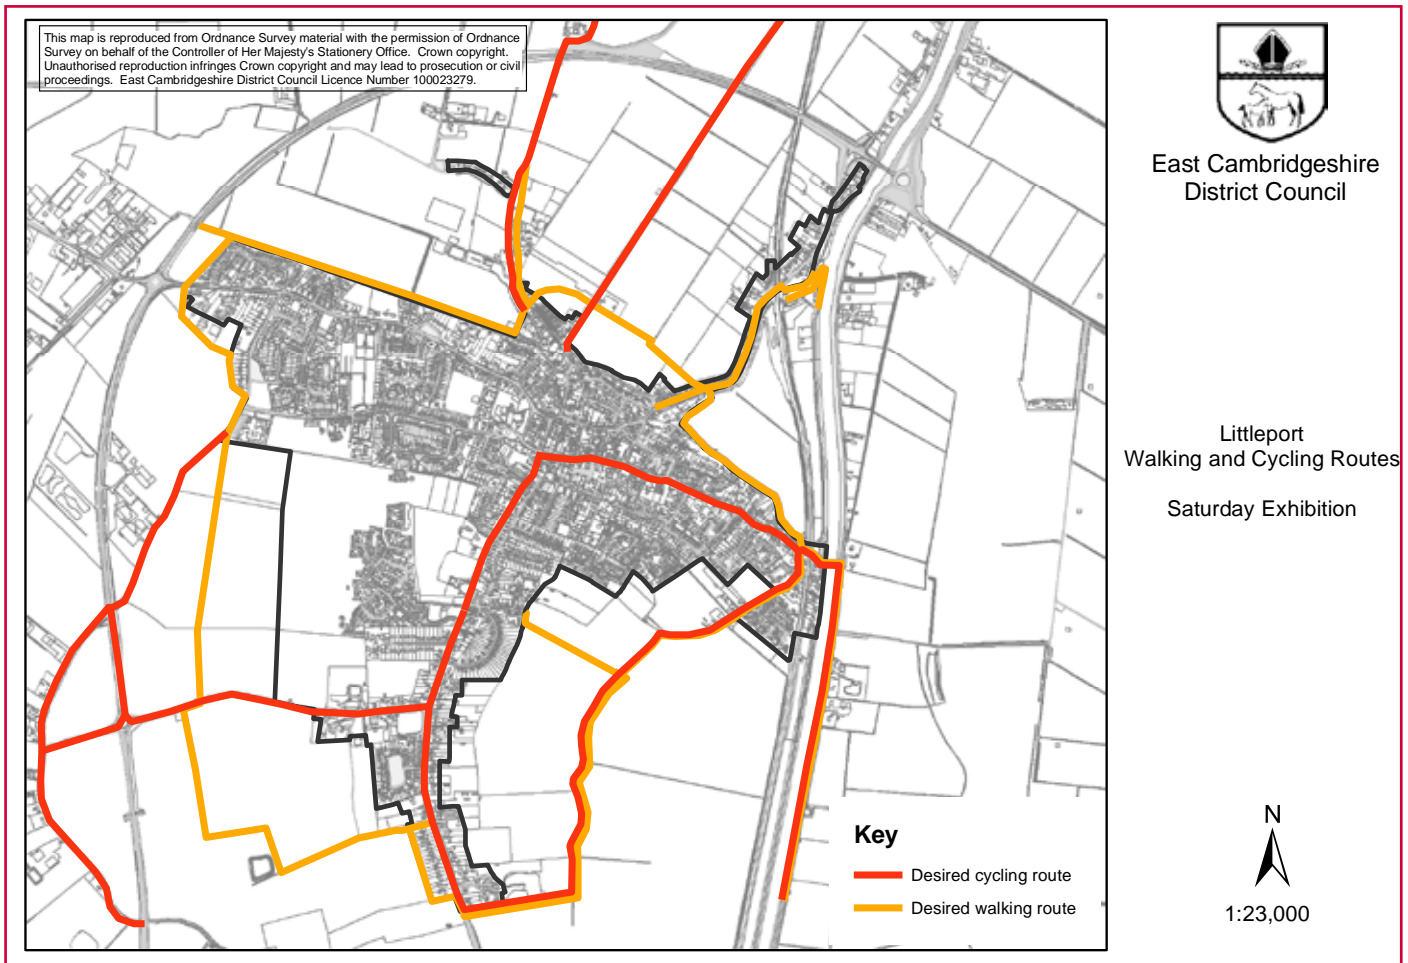 This map is reproduced from Ordnance Survey material with the permission of Ordnance
Survey on behalf of the Controller of Her Majesty's Stationery Office. Crown copyright.
Unauthorised reproduction infringes Crown copyright and may lead to prosecution or civil
proceedings. East Cambridgeshire District Council Licence Number 100023279.
East Cambridgeshire
District Council
Littleport
Walking and Cycling Routes
Saturday Exhibition
Key
Desired cycling route
Desired walking route
N
1:23,000